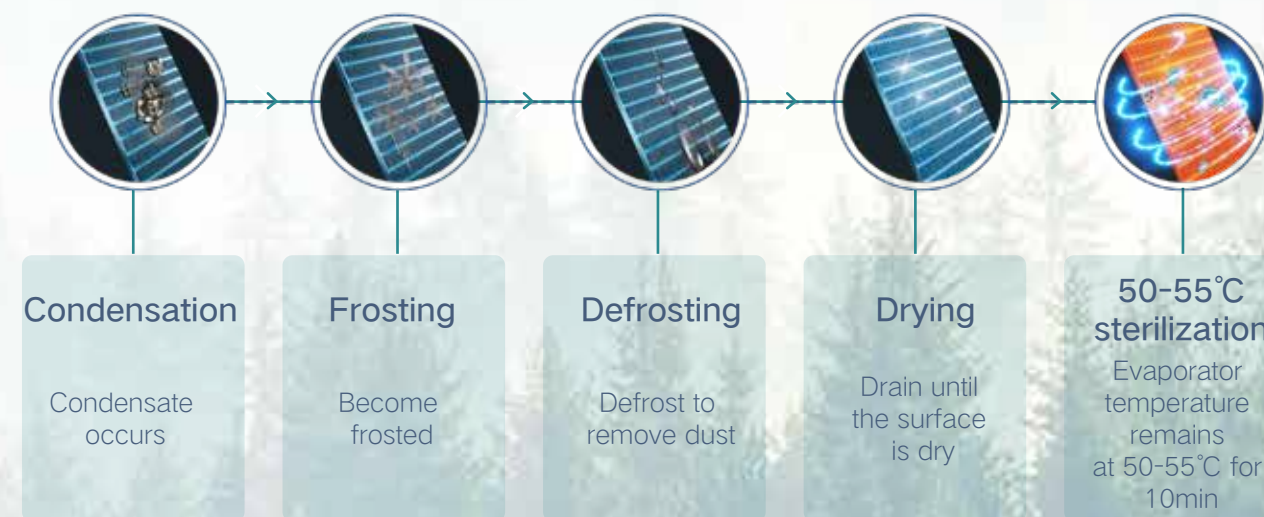 Condensation
Condensate
occurs
Frosting
Become
frosted
Defrosting
Defrost to
remove dust
Drying
Drain until
the surface
is dry
50-55℃
sterilization
Evaporator
temperature
remains
at 50-55℃ for
10min